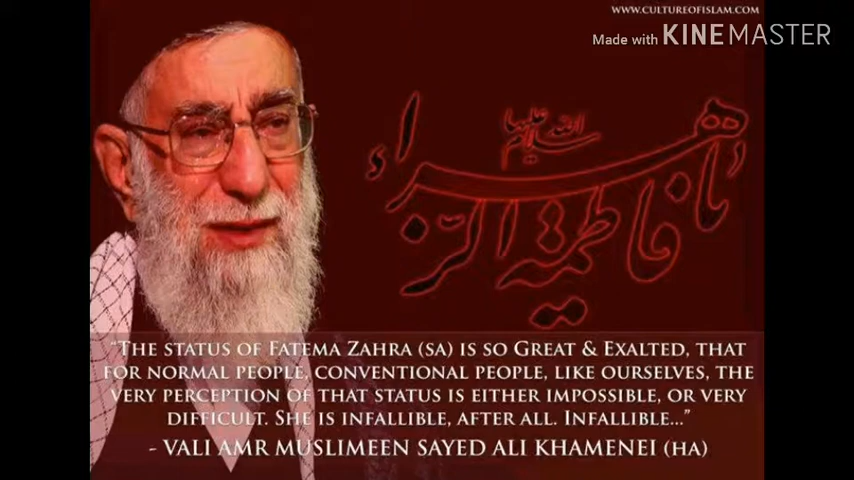 WWW.CULTUREOFISLAM.COM
Made with KINEMASTER
سلام الله علیها
یا فاطمة الزهراء
"THE STATUS OF FATEMA ZAHRA (SA) IS SO GREAT & EXALTED, THAT
FOR NORMAL PEOPLE, CONVENTIONAL PEOPLE, LIKE OURSELVES, THE
VERY PERCEPTION OF THAT STATUS IS EITHER IMPOSSIBLE, OR VERY
DIFFICULT. SHE IS INFALLIBLE, AFTER ALL. INFALLIBLE..."
- VALI AMR MUSLIMEEN SAYED ALI KHAMENEI (HA)